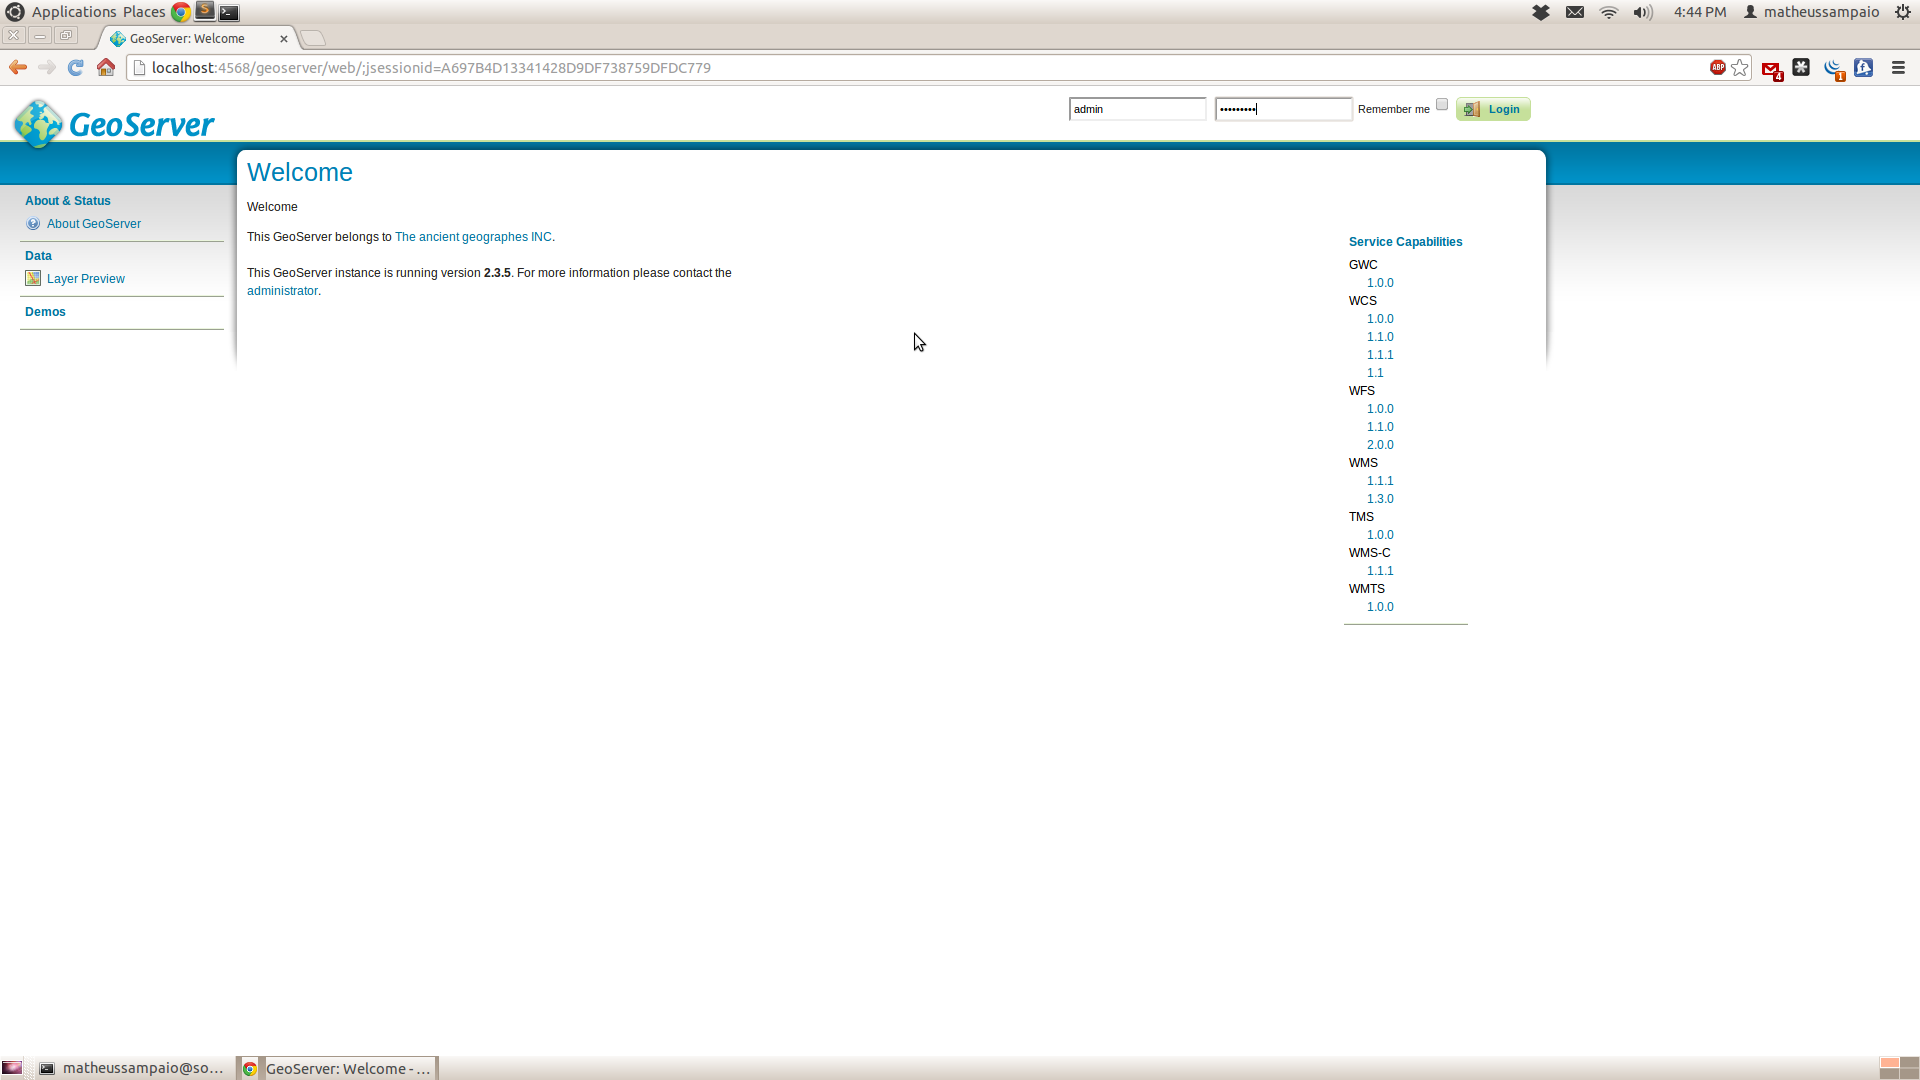 Applications Places
4:44 PM matheussampaio
GeoServer: Welcome
localhost:4568/geoserver/web/;jsessionid=A697B4D13341428D9DF738759DFDC779
ABP 4 1
GeoServer
admin ••••••••• Remember me Login
Welcome
Welcome
This GeoServer belongs to The ancient geographes INC.
This GeoServer instance is running version 2.3.5. For more information please contact the
administrator.
About & Status
About GeoServer
Data
Layer Preview
Demos
Service Capabilities
GWC
1.0.0
WCS
1.0.0
1.1.0
1.1.1
1.1
WFS
1.0.0
1.1.0
2.0.0
WMS
1.1.1
1.3.0
TMS
1.0.0
WMS-C
1.1.1
WMTS
1.0.0
matheussampaio@so...
GeoServer: Welcome - ...